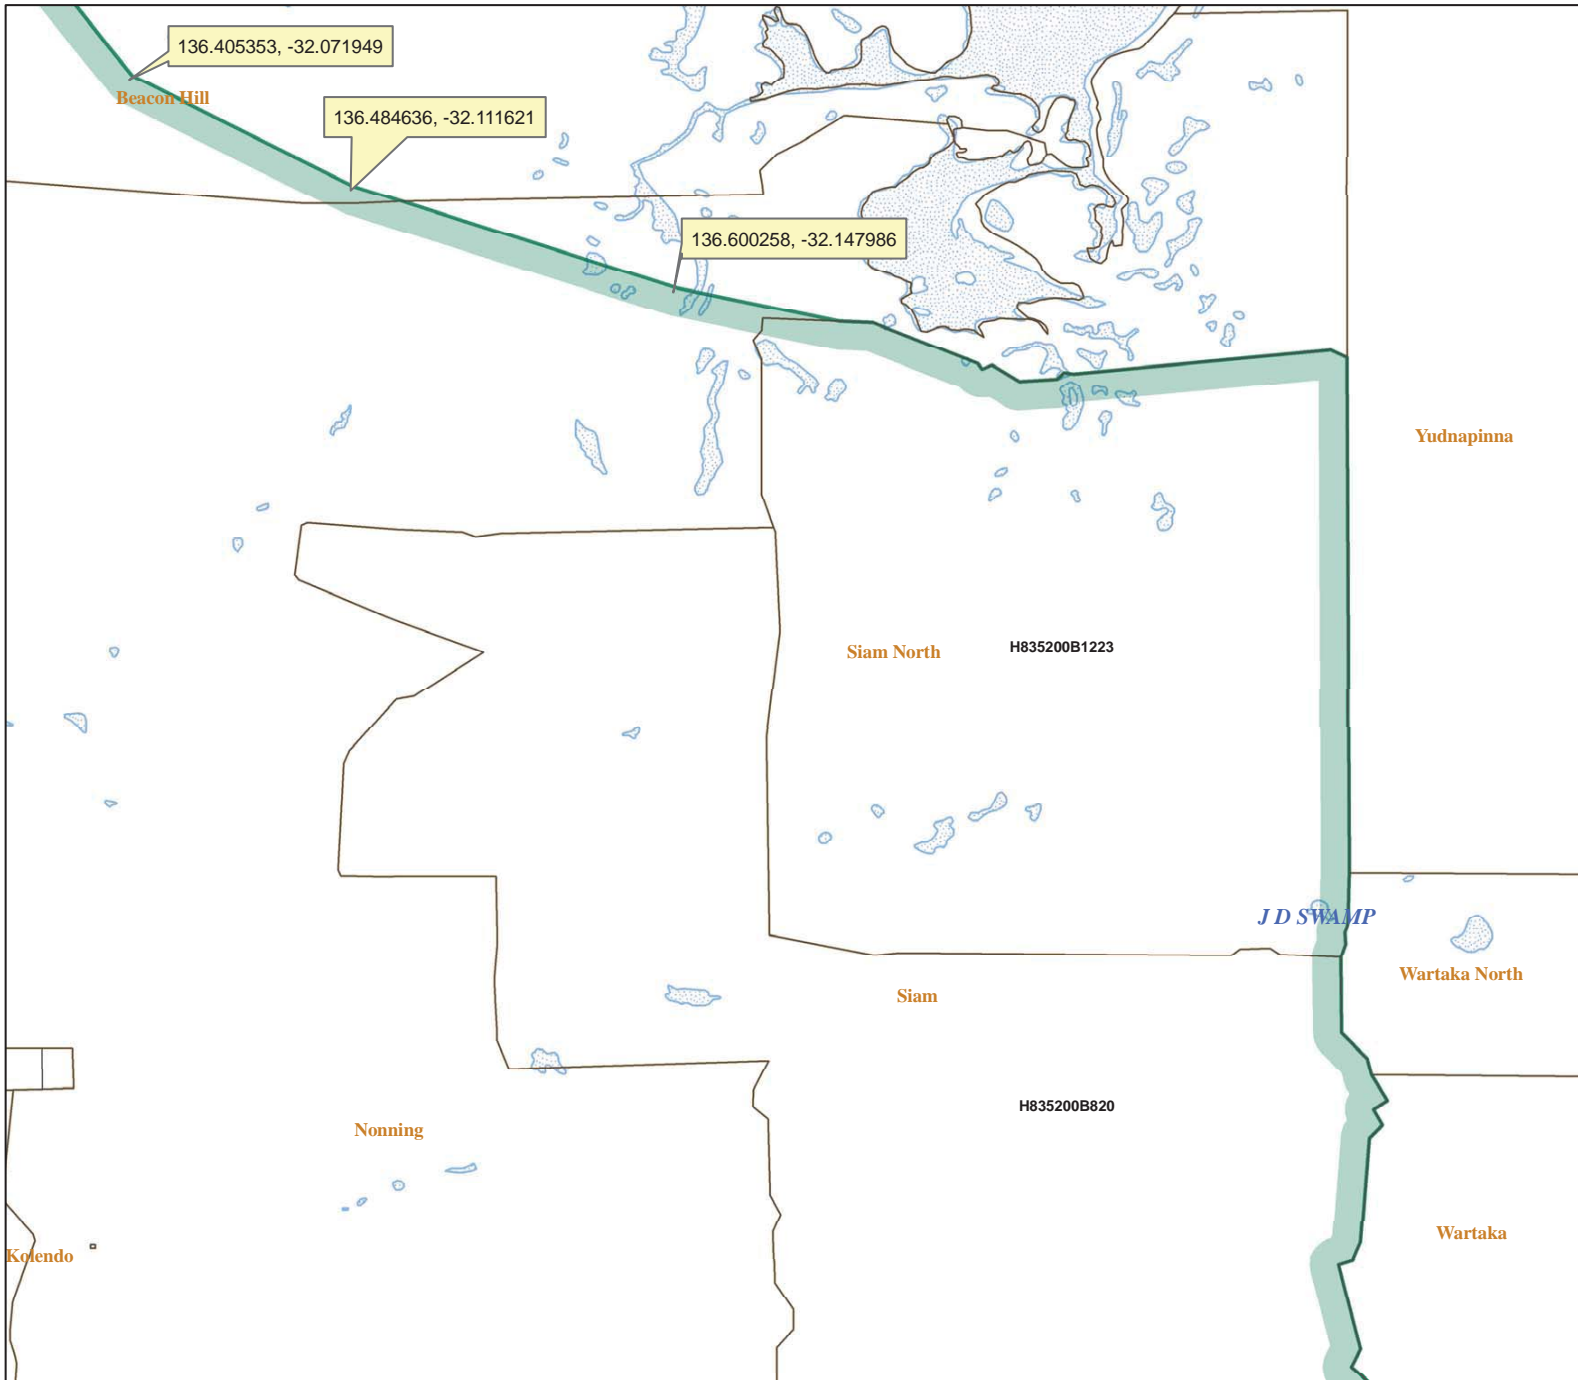 136.405353, -32.071949
Beacon Hill
136.484636, -32.111621
136.600258, -32.147986
Yudnapinna
Siam North
H835200B1223
J D SWAMP
Wartaka North
Siam
H835200B820
Nonning
Wartaka
Kolendo